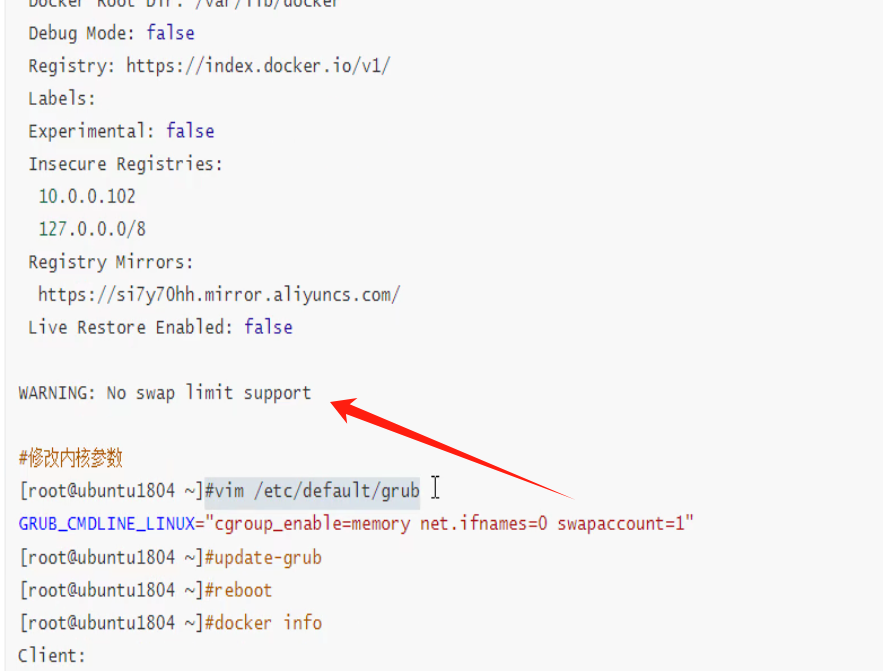 Docker Root Dir: /var/lib/docker
Debug Mode: false
Registry: https://index.docker.io/v1/
Labels:
Experimental: false
Insecure Registries:
10.0.0.102
127.0.0.0/8
Registry Mirrors:
https://si7y70hh.mirror.aliyuncs.com/
Live Restore Enabled: false
WARNING: No swap limit support
#修改内核参数
[root@ubuntu1804 ~]#vim /etc/default/grub
GRUB_CMDLINE_LINUX="cgroup_enable=memory net.ifnames=0 swapaccount=1"
[root@ubuntu1804 ~]#update-grub
[root@ubuntu1804 ~]#reboot
[root@ubuntu1804 ~]#docker info
Client: